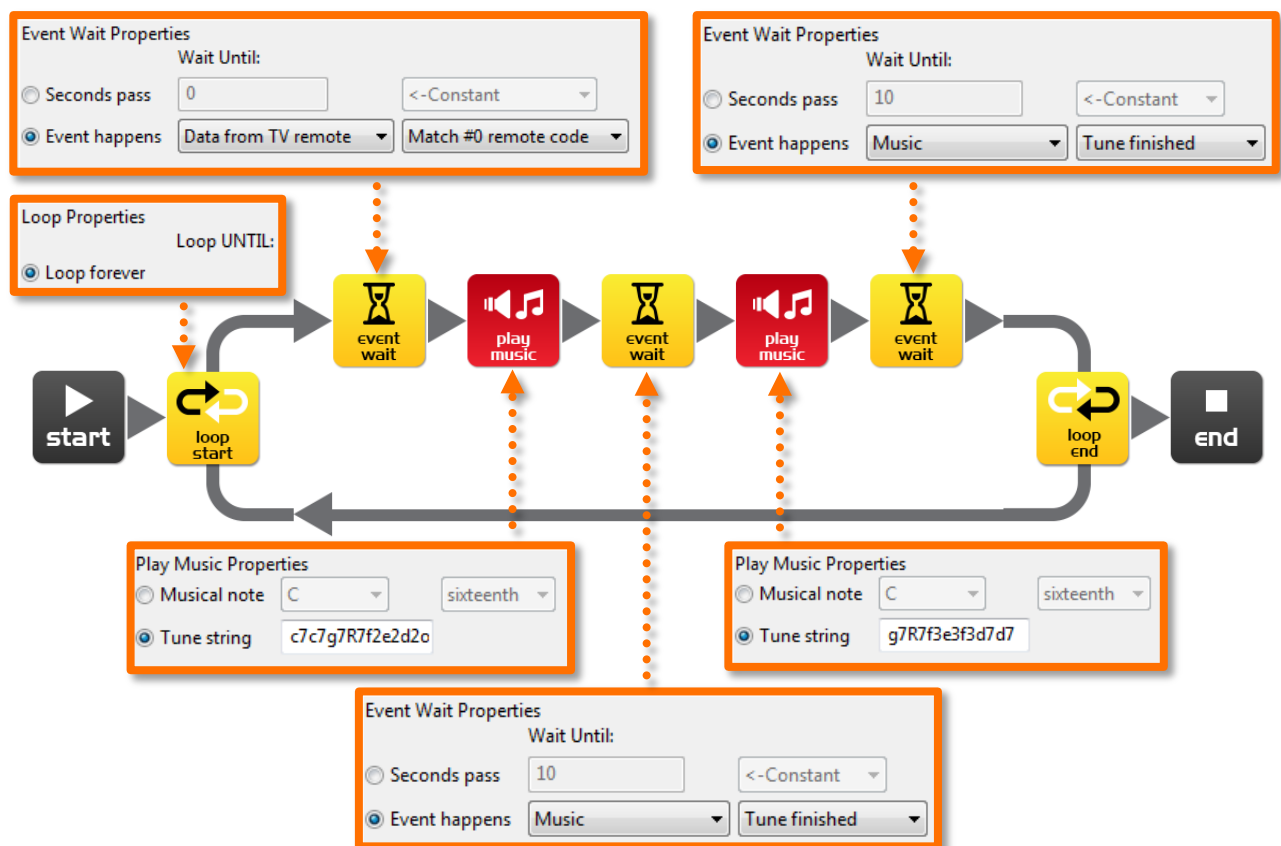 Event Wait Properties
Wait Until:
Seconds pass 0 <-Constant
Event happens Data from TV remote Match #0 remote code
Event Wait Properties
Wait Until:
Seconds pass 10 <-Constant
Event happens Music Tune finished
Loop Properties
Loop UNTIL:
Loop forever
event
wait
play
music
event
wait
play
music
event
wait
start
loop
start
loop
end
end
Play Music Properties
Musical note C sixteenth
Tune string c7c7g7R7f2e2d2o
Play Music Properties
Musical note C sixteenth
Tune string g7R7f3e3f3d7d7
Event Wait Properties
Wait Until:
Seconds pass 10 <-Constant
Event happens Music Tune finished